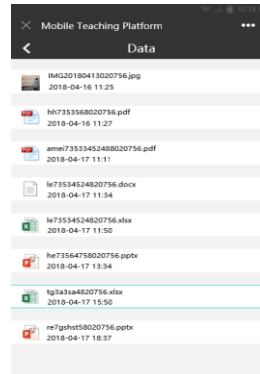 Mobile Teaching Platform
Data
IMG20180413020756.jpg
2018-04-16 11:25
hh7353568020756.pdf
2018-04-16 11:27
amei73533452488020756.pdf
2018-04-17 11:11
le73534524820756.docx
2018-04-17 11:34
le73534524820756.xlsx
2018-04-17 11:50
he73564758020756.pptx
2018-04-17 13:34
tg3a3sa4820756.xlsx
2018-04-17 15:50
re7gshst58020756.pptx
2018-04-17 18:37